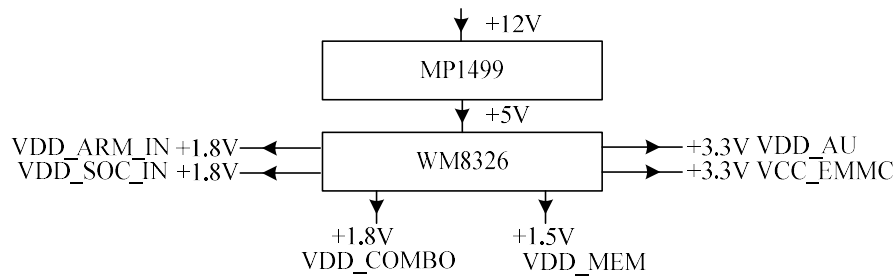 +12V
MP1499
+5V
VDD_ARM_IN +1.8V
+3.3V VDD_AU
WM8326
VDD_SOC_IN +1.8V
+3.3V VCC_EMMC
+1.8V
VDD_COMBO
+1.5V
VDD_MEM